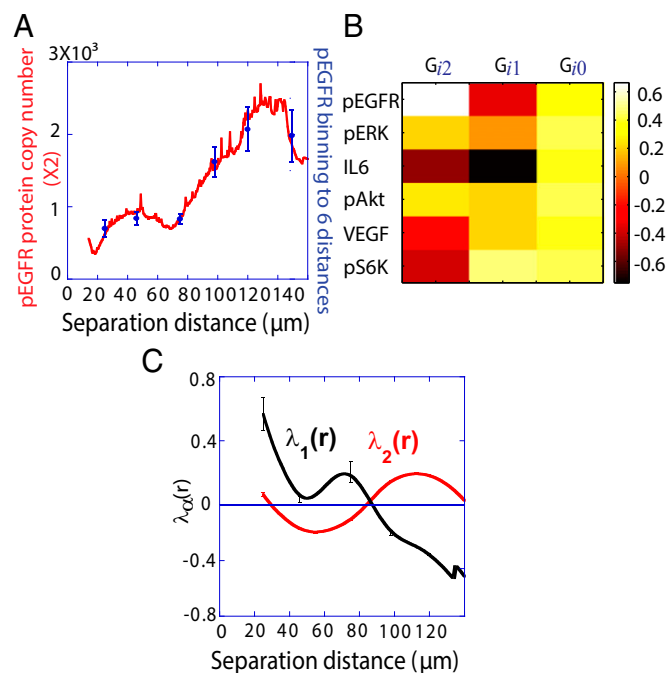 A
3X10³
2
1
0
0 20 40 60 80 100 120 140 160
Separation distance (µm)
pEGFR protein copy number
(X2)
pEGFR binning to 6 distances
B
Gi2 Gi1 Gi0
pEGFR
pERK
IL6
pAkt
VEGF
pS6K
0.6
0.4
0.2
0
-0.2
-0.4
-0.6
C
0.8
0.4
0
-0.4
-0.8
λα(r)
λ1(r)
λ2(r)
0 20 40 60 80 100 120
Separation distance (µm)